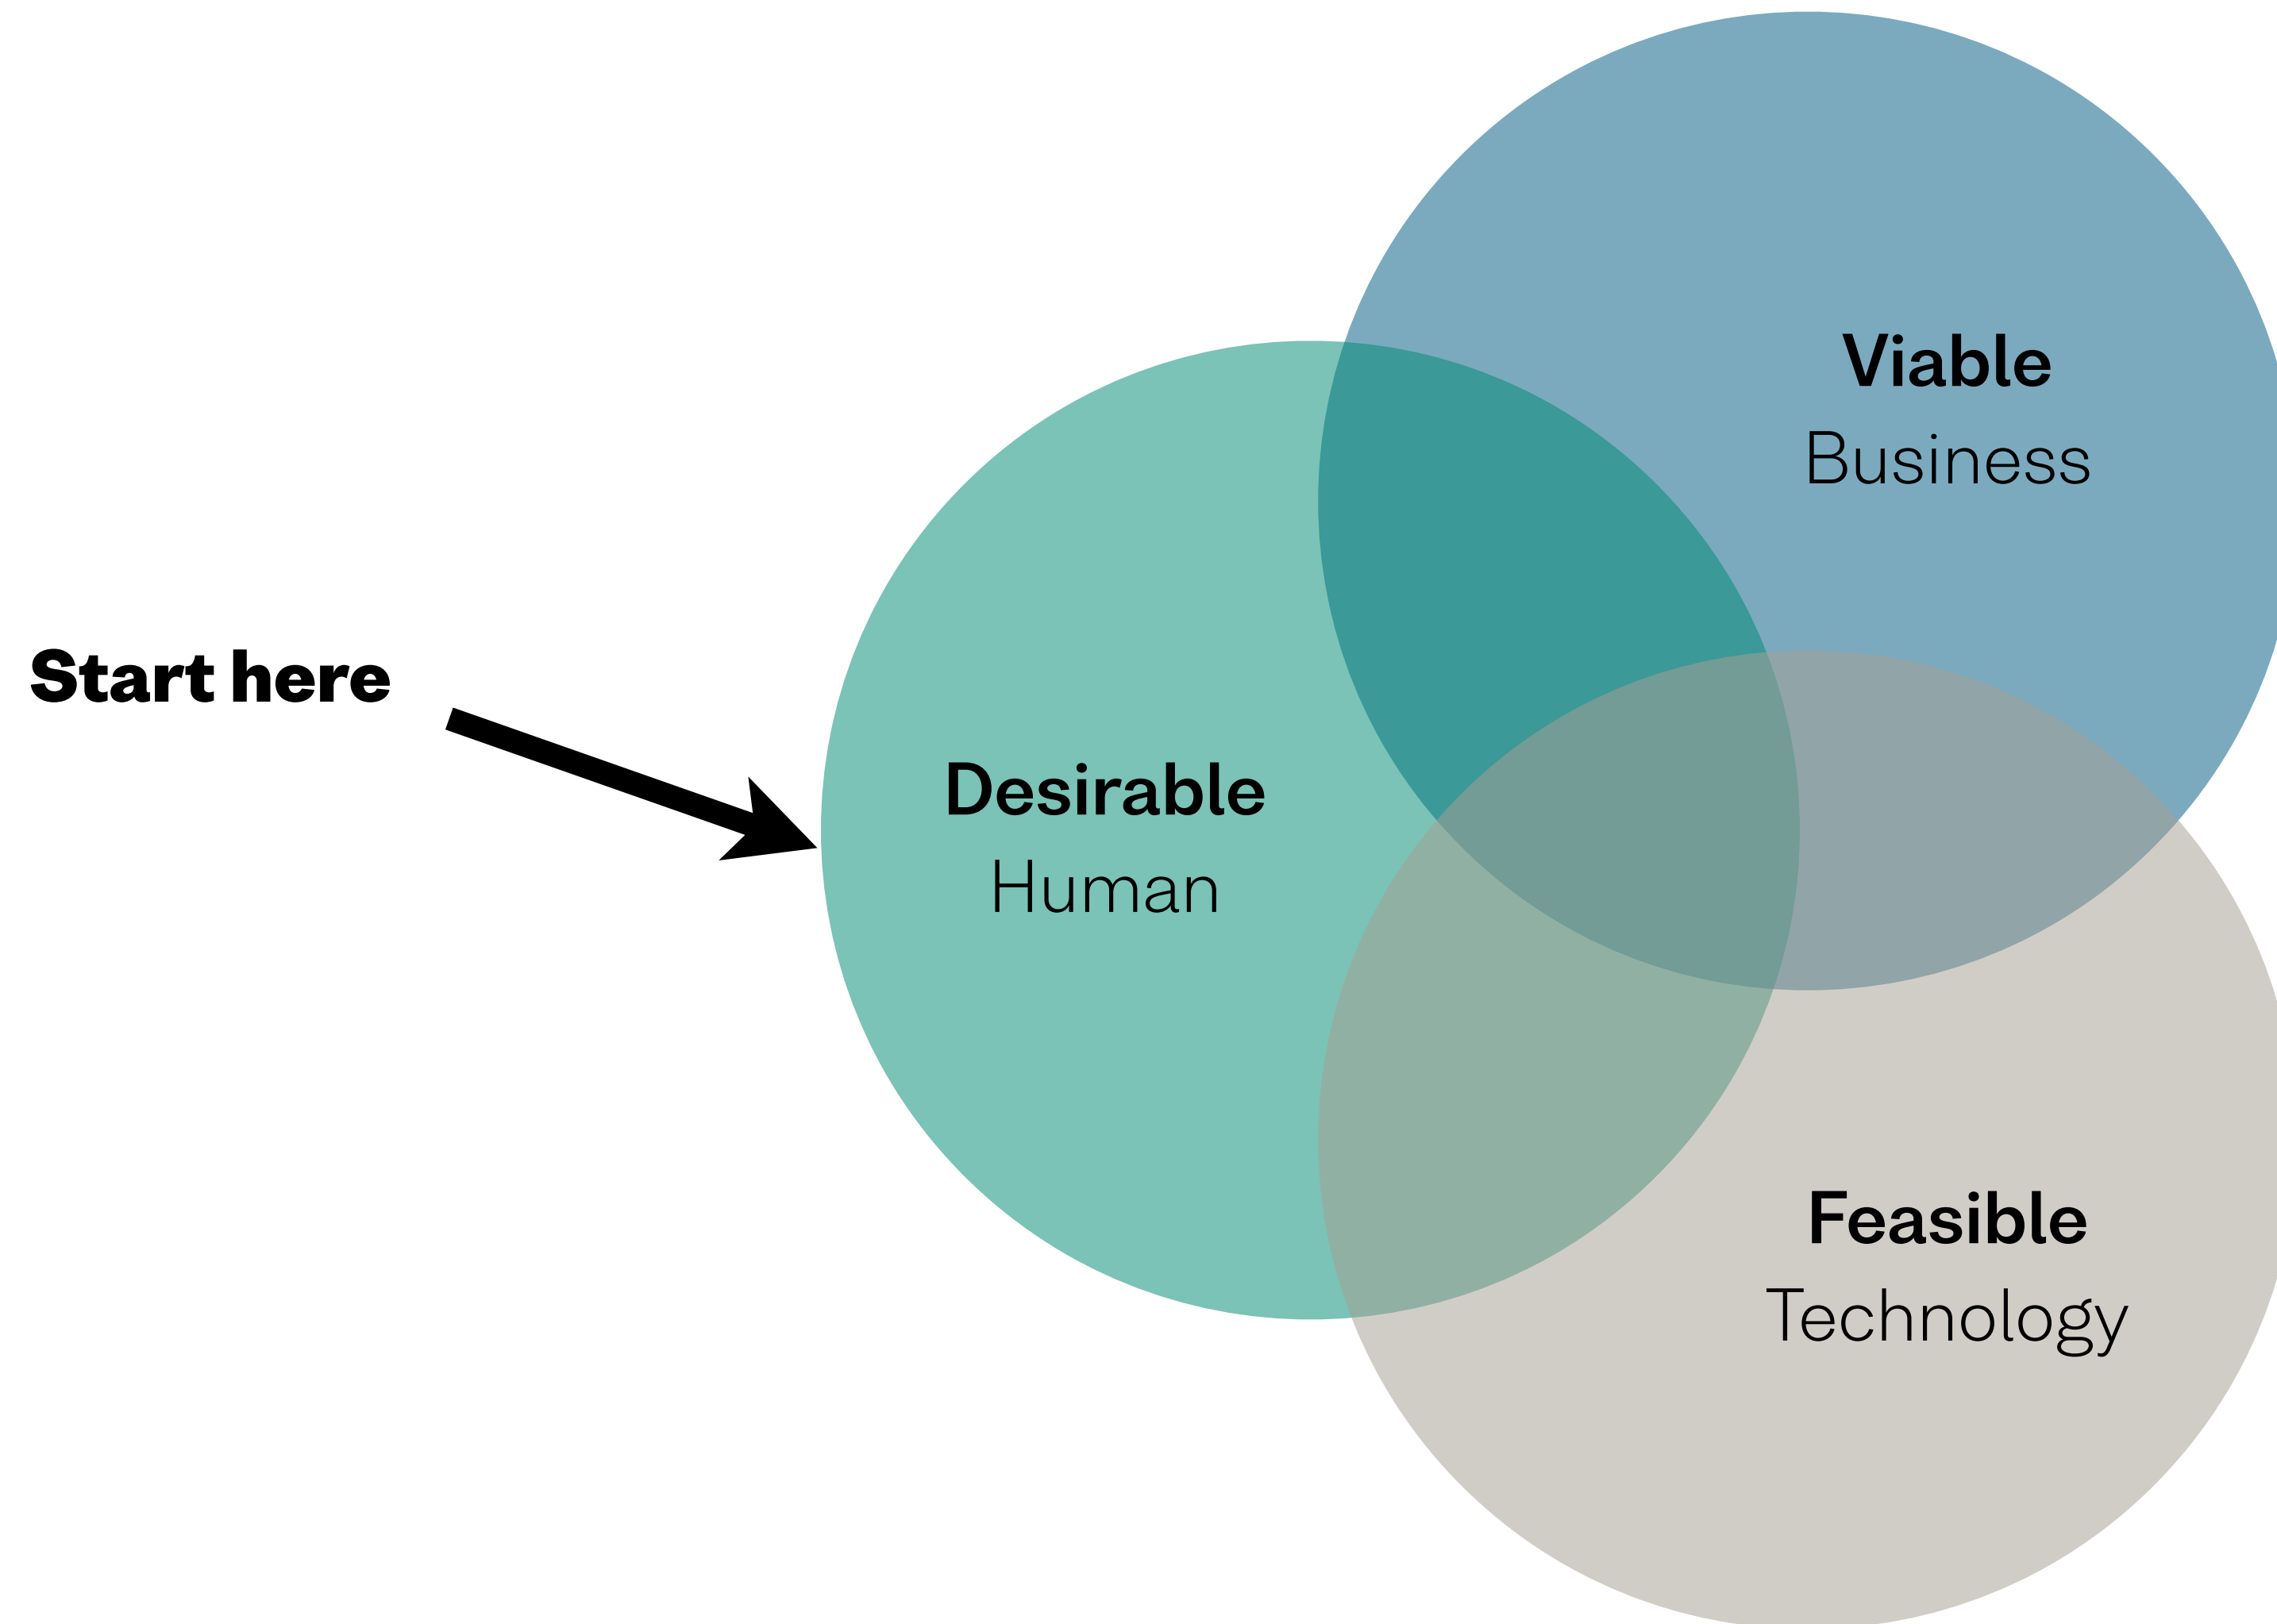 Start here
Desirable
Human
Viable
Business
Feasible
Technology